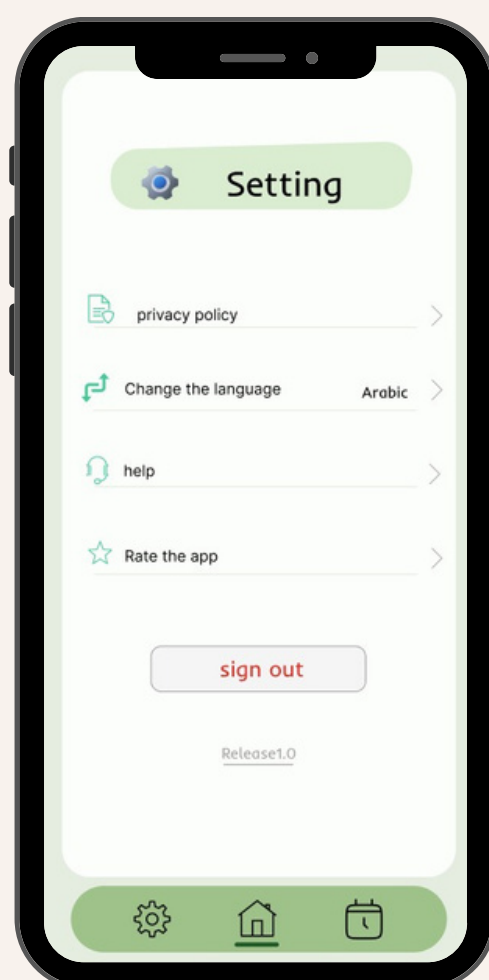 Setting
privacy policy
Change the language Arabic
help
Rate the app
sign out
Release1.0